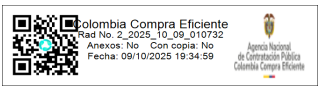 Colombia Compra Eficiente
Rad No. 2_2025_10_09_010732
Anexos: No Con copia: No
Fecha: 09/10/2025 19:34:59
Agencia Nacional
de Contratación Pública
Colombia Compra Eficiente